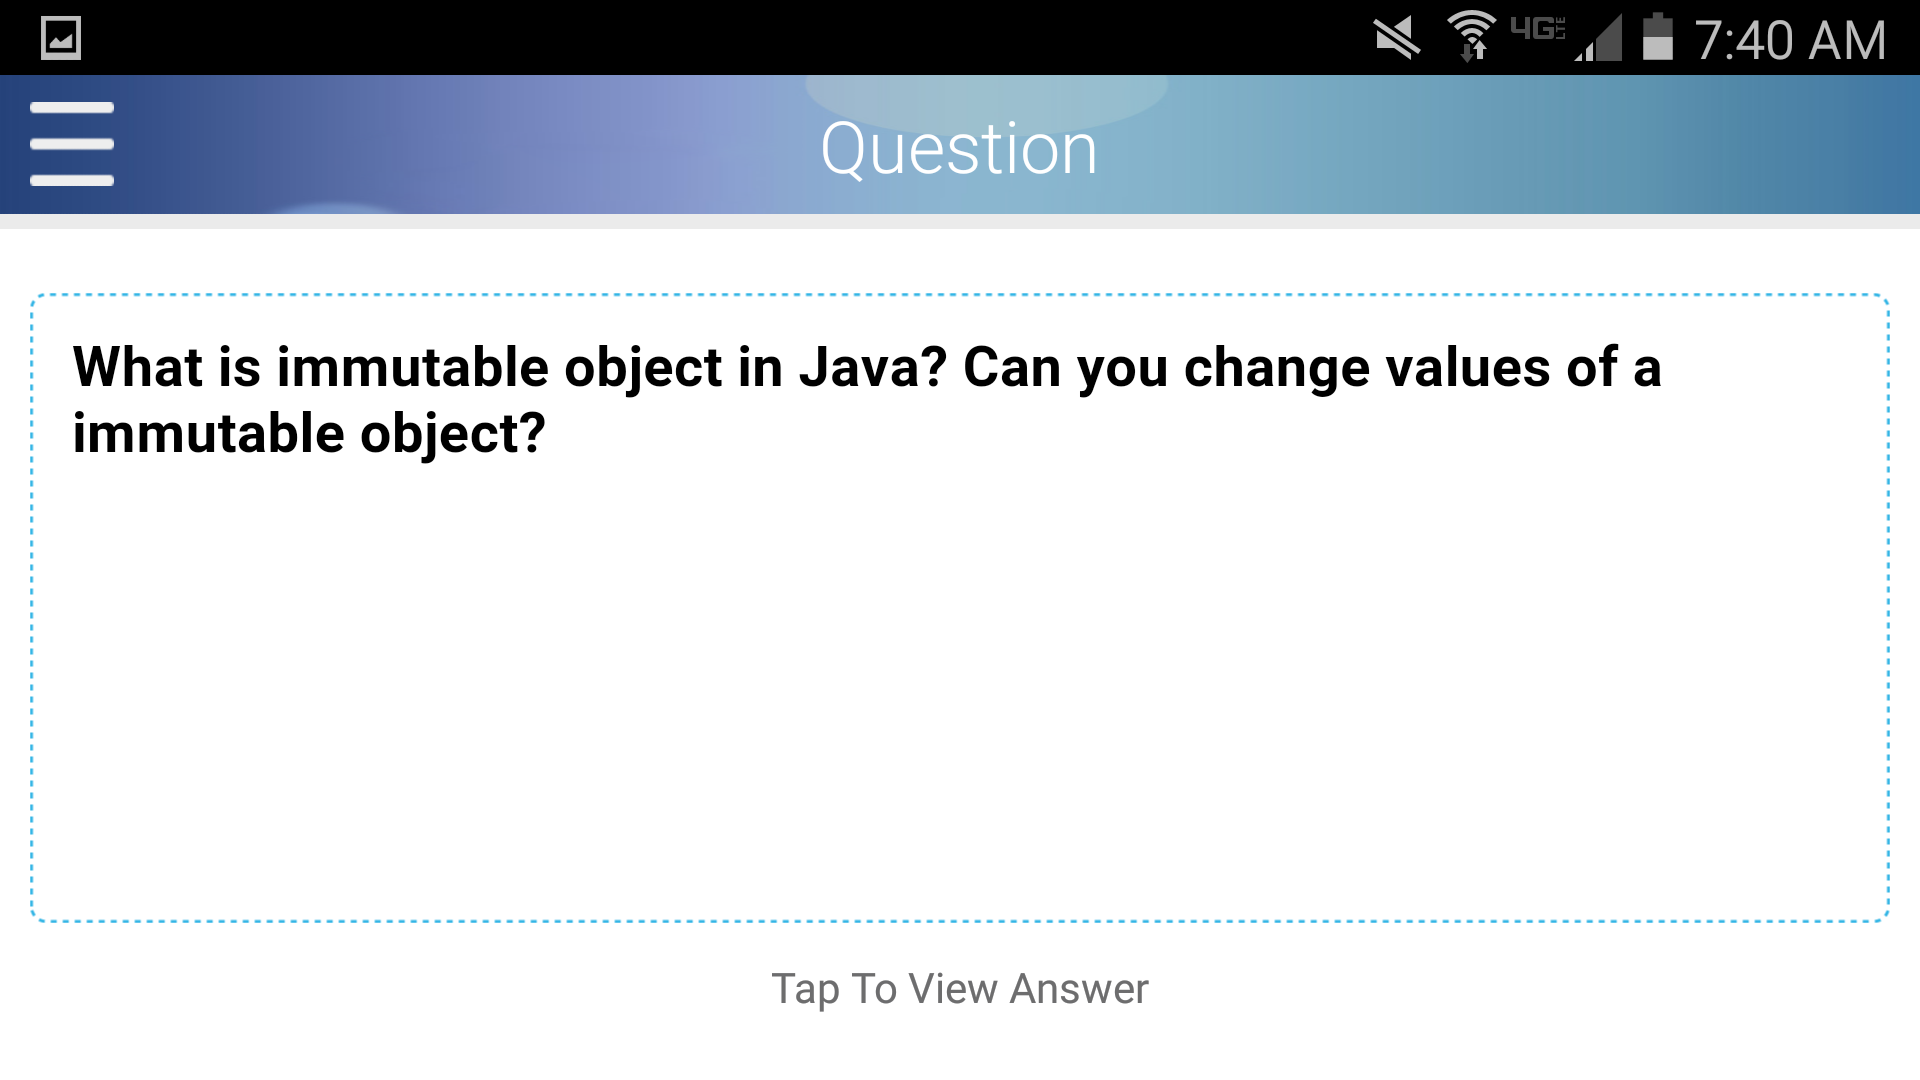 4G LTE 7:40 AM
Question
What is immutable object in Java? Can you change values of a
immutable object?
Tap To View Answer